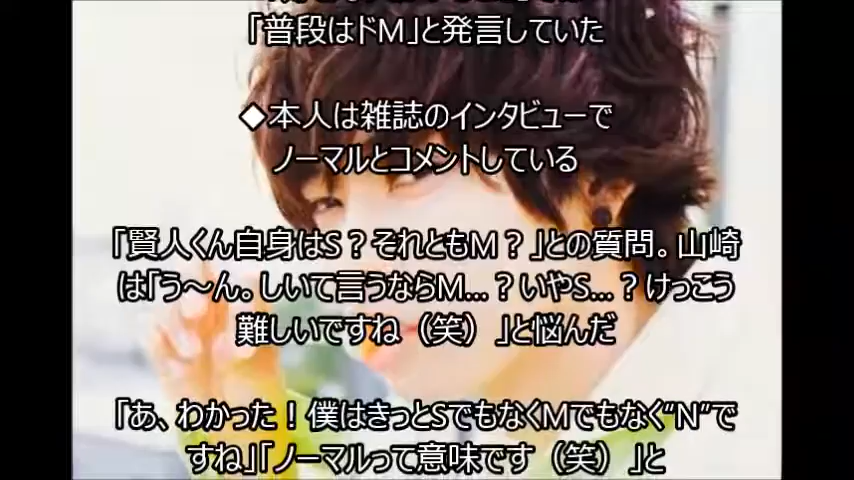 「普段はドM」と発言していた
◆本人は雑誌のインタビューで
ノーマルとコメントしている
「賢人くん自身はS？それともM？」との質問。山崎
は「う～ん。しいて言うならM…？いやS…？けっこう
難しいですね（笑）」と悩んだ
「あ、わかった！僕はきっとSでもなくMでもなく“N”で
すね」「ノーマルって意味です（笑）」と